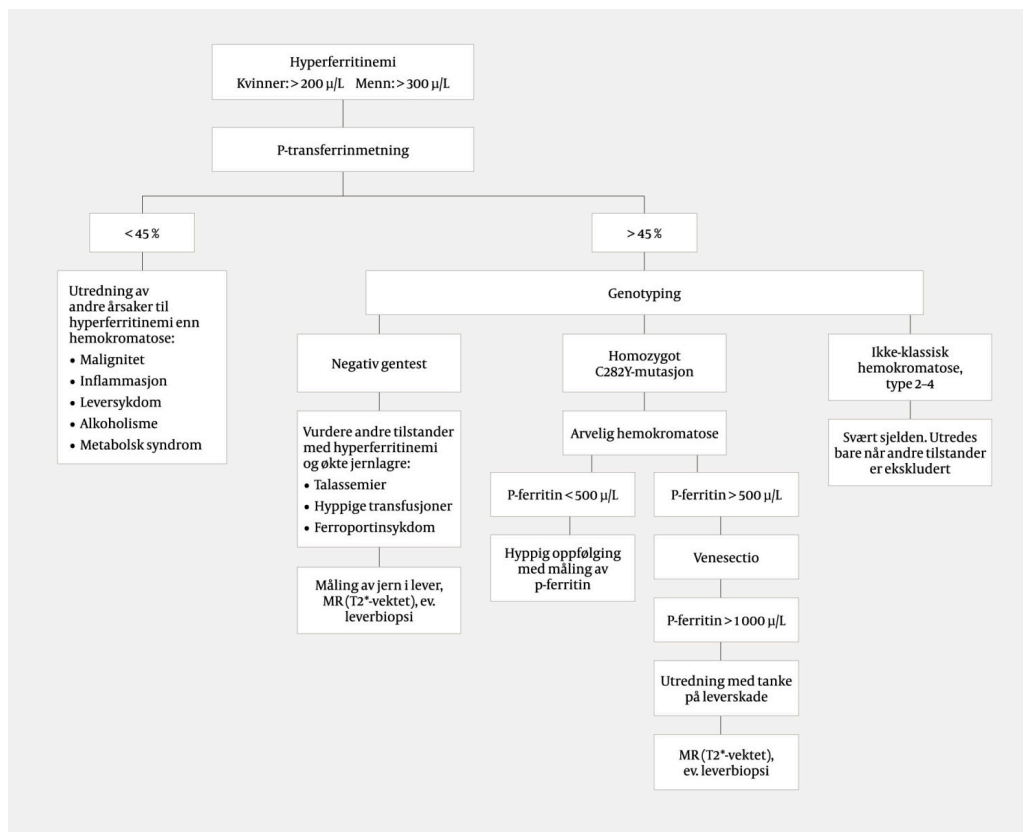 Hyperferritinemi
Kvinner: > 200 µ/L   Menn: > 300 µ/L
P-transferrinmetning
< 45 %
> 45 %
Utredning av
andre årsaker til
hyperferritinemi enn
hemokromatose:
• Malignitet
• Inflammasjon
• Leversykdom
• Alkoholisme
• Metabolsk syndrom
Genotyping
Negativ gentest
Vurdere andre tilstander
med hyperferritinemi
og økte jernlagre:
• Talassemier
• Hyppige transfusjoner
• Ferroportinsykdom
Måling av jern i lever,
MR (T2*-vektet), ev.
leverbiopsi
Homozygot
C282Y-mutasjon
Arvelig hemokromatose
P-ferritin < 500 µ/L
Hyppig oppfølging
med måling av
p-ferritin
P-ferritin > 500 µ/L
Venesectio
P-ferritin > 1 000 µ/L
Utredning med tanke
på leverskade
MR (T2*-vektet),
ev. leverbiopsi
Ikke-klassisk
hemokromatose,
type 2–4
Svært sjelden. Utredes
bare når andre tilstander
er ekskludert